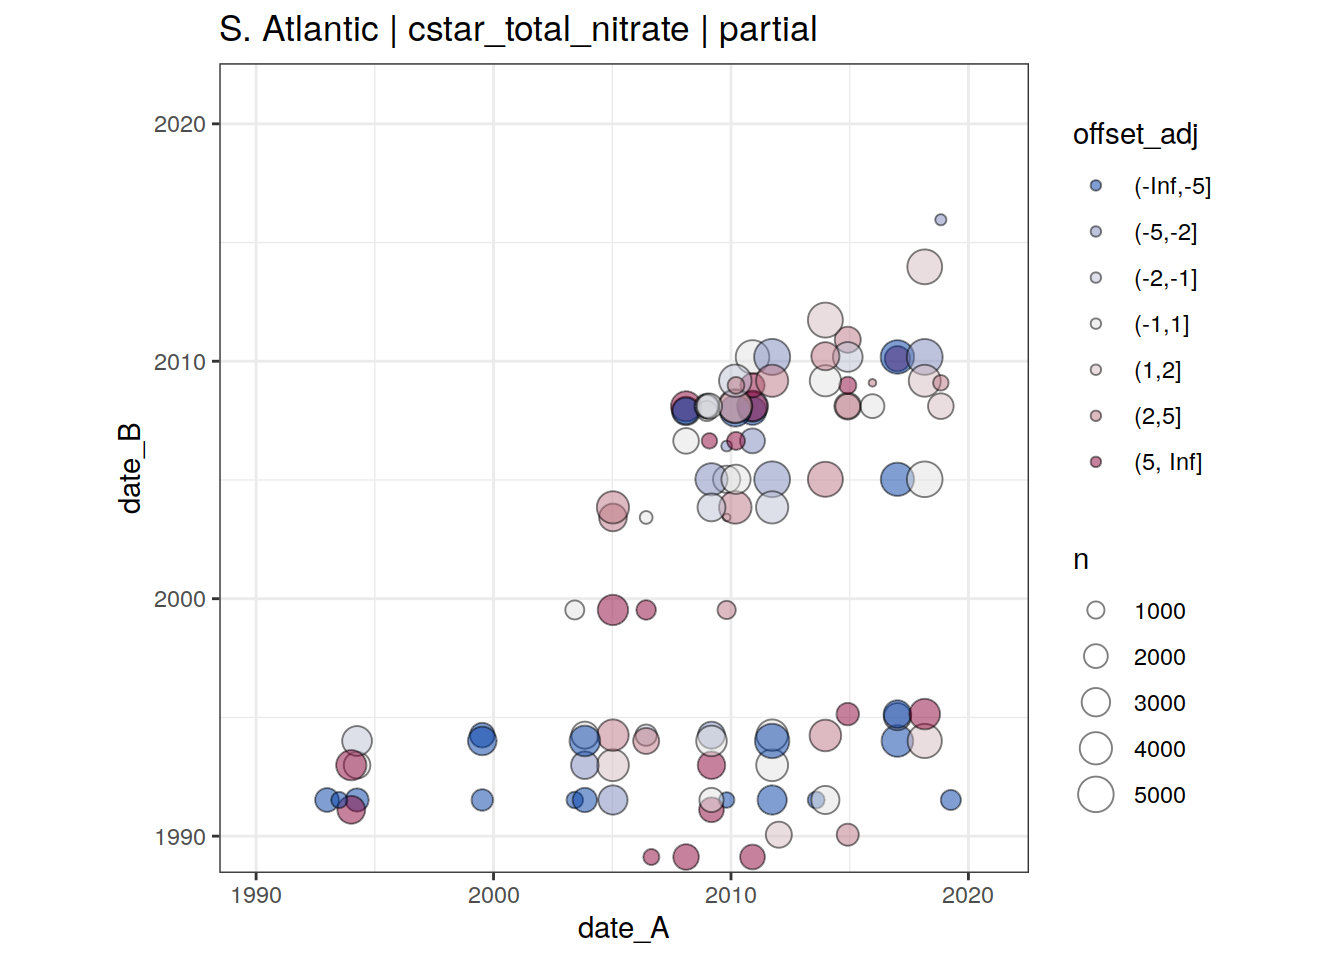 S. Atlantic | cstar_total_nitrate | partial
2020
2010
2000
1990
date_B
1990
2000
2010
2020
date_A
offset_adj
(-Inf,-5]
(-5,-2]
(-2,-1]
(-1,1]
(1,2]
(2,5]
(5, Inf]
n
1000
2000
3000
4000
5000